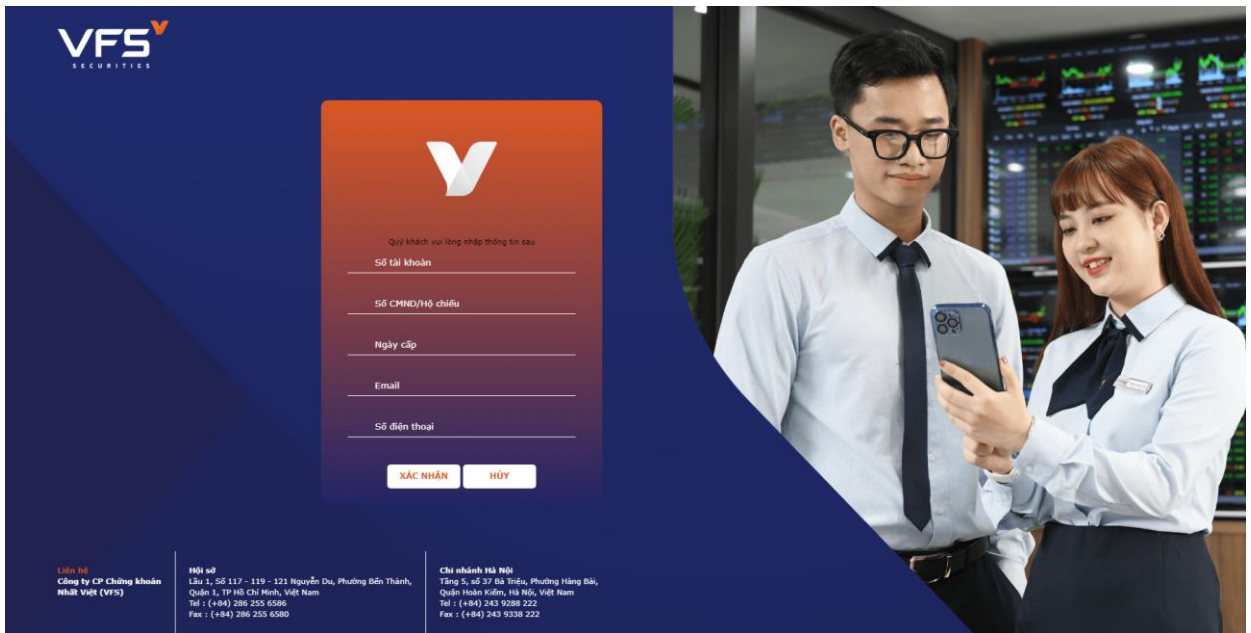 VFS
SECURITIES
Quý khách vui lòng nhập thông tin sau
Số tài khoản
Số CMND/Hộ chiếu
Ngày cấp
Email
Số điện thoại
XÁC NHẬN
HỦY
Liên hệ
Công ty CP Chứng khoán
Nhất Việt (VFS)
Hội sở
Lầu 1, Số 117 - 119 - 121 Nguyễn Du, Phường Bến Thành,
Quận 1, TP Hồ Chí Minh, Việt Nam
Tel : (+84) 286 255 6586
Fax : (+84) 286 255 6580
Chi nhánh Hà Nội
Tầng 5, số 37 Bà Triệu, Phường Hàng Bài,
Quận Hoàn Kiếm, Hà Nội, Việt Nam
Tel : (+84) 243 9288 222
Fax : (+84) 243 9338 222